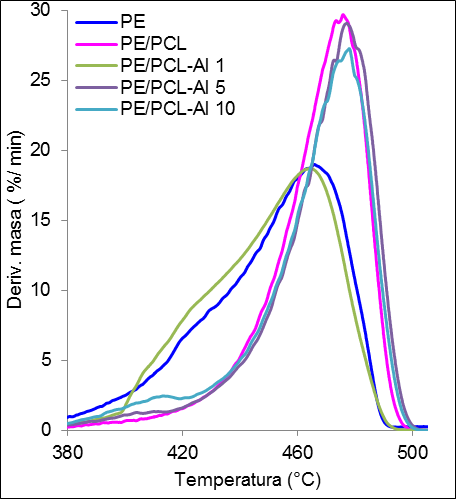 30
25
20
15
10
5
0
Deriv. masa ( %/ min)
PE
PE/PCL
PE/PCL-Al 1
PE/PCL-Al 5
PE/PCL-Al 10
380 420 460 500
Temperatura (°C)